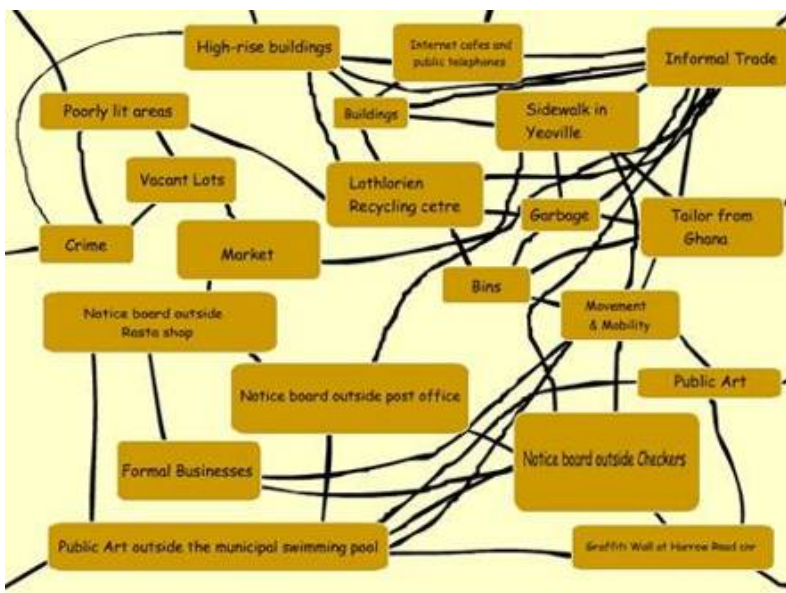 High-rise buildings
Internet cafes and
public telephones
Informal Trade
Poorly lit areas
Buildings
Sidewalk in
Yeoville
Vacant Lots
Lothlorien
Recycling cetre
Garbage
Tailor from
Ghana
Crime
Market
Bins
Notice board outside
Rasta shop
Movement
& Mobility
Notice board outside post office
Public Art
Formal Businesses
Notice board outside Checkers
Public Art outside the municipal swimming pool
Graffiti Wall at Harrow Road cnr